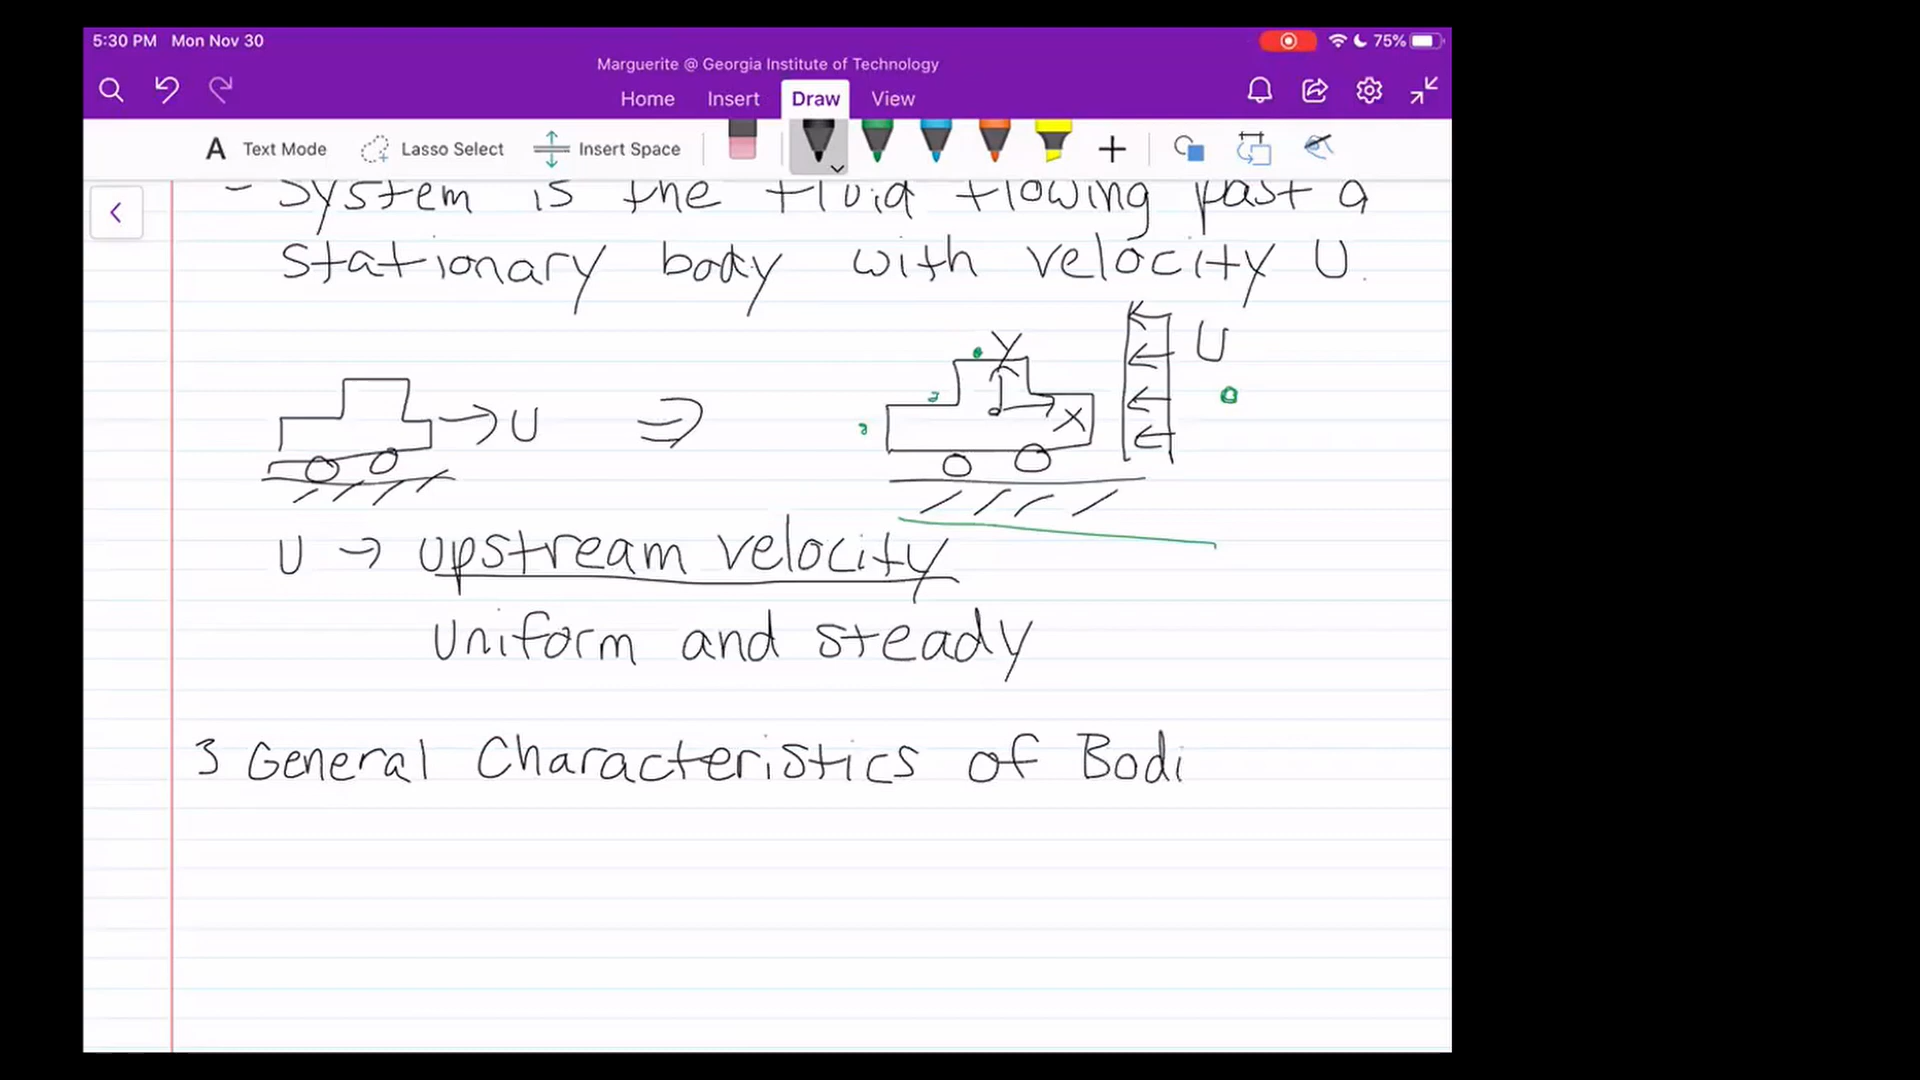 5:30 PM Mon Nov 30
75%
Marguerite @ Georgia Institute of Technology
Home Insert Draw View
A Text Mode Lasso Select Insert Space
- System is the fluid flowing past a
stationary body with velocity U.
Y U
→ U ⇒ X
U → upstream velocity
uniform and steady
3 General Characteristics of Bodi